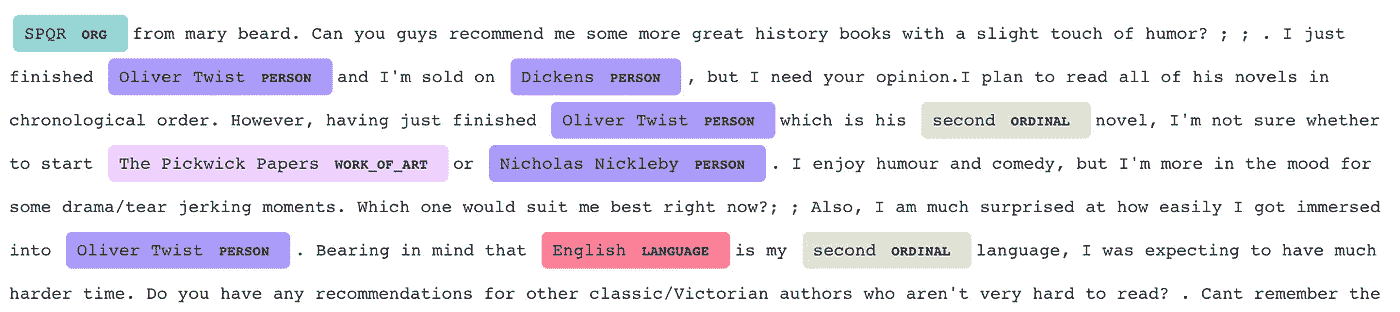 SPQR ORG from mary beard. Can you guys recommend me some more great history books with a slight touch of humor? ; ; . I just
finished Oliver Twist PERSON and I'm sold on Dickens PERSON , but I need your opinion.I plan to read all of his novels in
chronological order. However, having just finished Oliver Twist PERSON which is his second ORDINAL novel, I'm not sure whether
to start The Pickwick Papers WORK_OF_ART or Nicholas Nickleby PERSON . I enjoy humour and comedy, but I'm more in the mood for
some drama/tear jerking moments. Which one would suit me best right now?; ; Also, I am much surprised at how easily I got immersed
into Oliver Twist PERSON . Bearing in mind that English LANGUAGE is my second ORDINAL language, I was expecting to have much
harder time. Do you have any recommendations for other classic/Victorian authors who aren't very hard to read? . Cant remember the